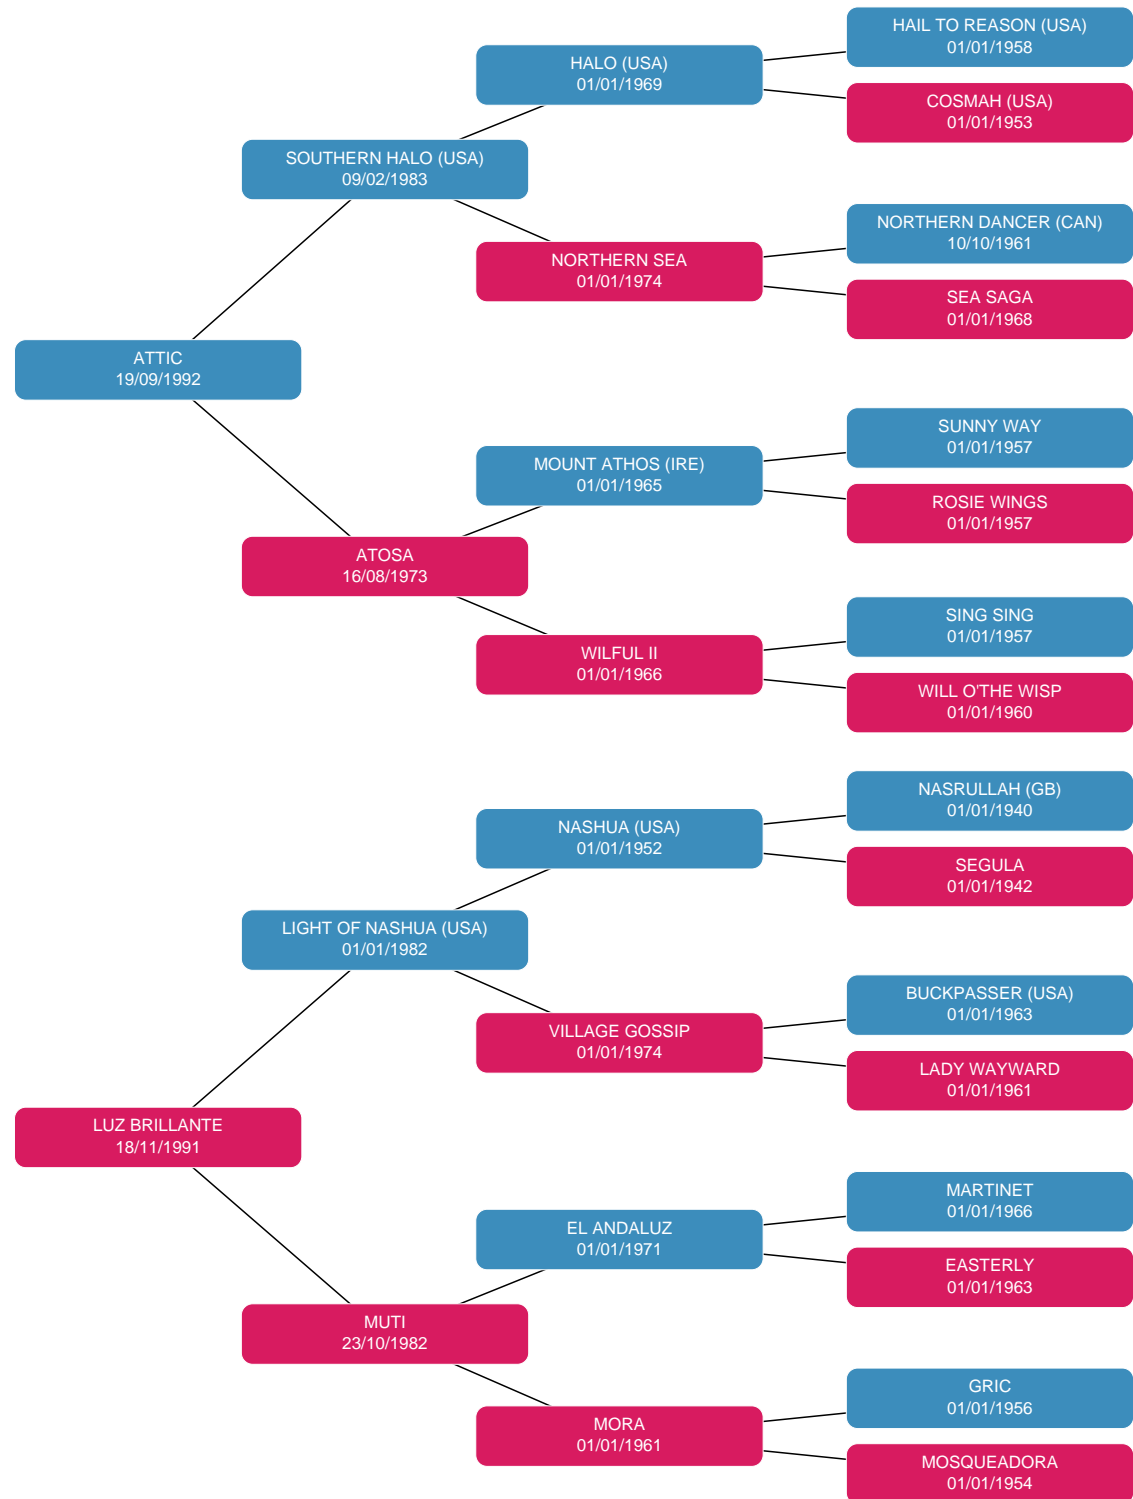 HAIL TO REASON (USA)
01/01/1958
HALO (USA)
01/01/1969
COSMAH (USA)
01/01/1953
SOUTHERN HALO (USA)
09/02/1983
NORTHERN DANCER (CAN)
10/10/1961
NORTHERN SEA
01/01/1974
SEA SAGA
01/01/1968
ATTIC
19/09/1992
SUNNY WAY
01/01/1957
MOUNT ATHOS (IRE)
01/01/1965
ROSIE WINGS
01/01/1957
ATOSA
16/08/1973
SING SING
01/01/1957
WILFUL II
01/01/1966
WILL O'THE WISP
01/01/1960
NASRULLAH (GB)
01/01/1940
NASHUA (USA)
01/01/1952
SEGULA
01/01/1942
LIGHT OF NASHUA (USA)
01/01/1982
BUCKPASSER (USA)
01/01/1963
VILLAGE GOSSIP
01/01/1974
LADY WAYWARD
01/01/1961
LUZ BRILLANTE
18/11/1991
MARTINET
01/01/1966
EL ANDALUZ
01/01/1971
EASTERLY
01/01/1963
MUTI
23/10/1982
GRIC
01/01/1956
MORA
01/01/1961
MOSQUEADORA
01/01/1954